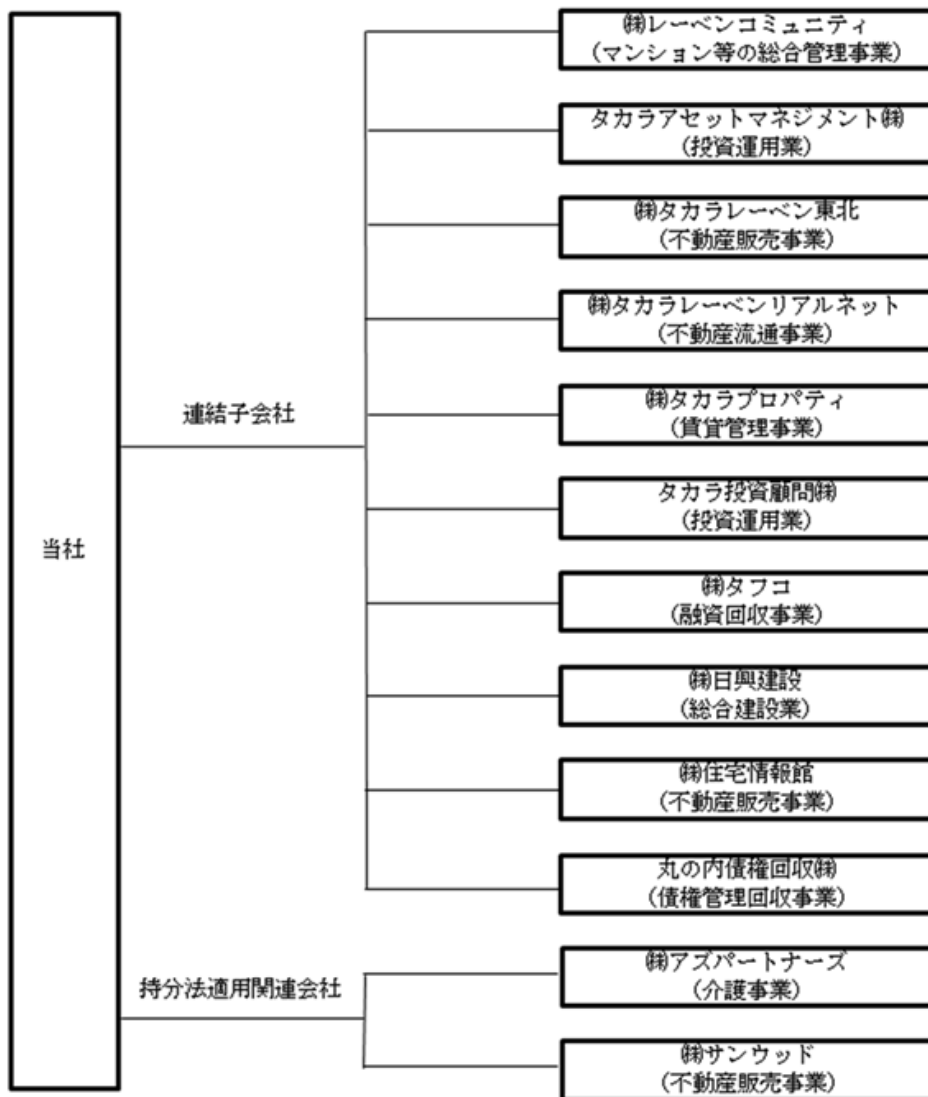 当社
連結子会社
㈱レーベンコミュニティ
(マンション等の総合管理事業)
タカラアセットマネジメント㈱
(投資運用業)
㈱タカラレーベン東北
(不動産販売事業)
㈱タカラレーベンリアルネット
(不動産流通事業)
㈱タカラプロパティ
(賃貸管理事業)
タカラ投資顧問㈱
(投資運用業)
㈱タフコ
(融資回収事業)
㈱日興建設
(総合建設業)
㈱住宅情報館
(不動産販売事業)
丸の内債権回収㈱
(債権管理回収事業)
持分法適用関連会社
㈱アズパートナーズ
(介護事業)
㈱サンウッド
(不動産販売事業)